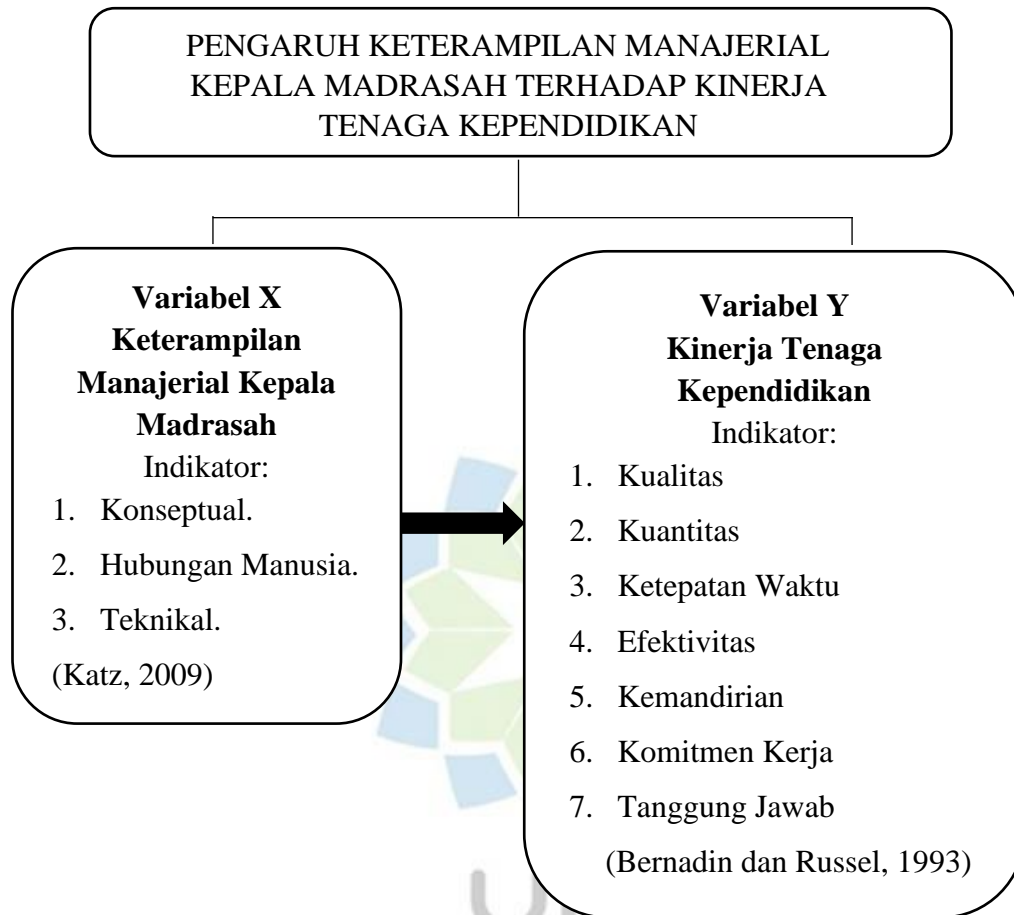 PENGARUH KETERAMPILAN MANAJERIAL
KEPALA MADRASAH TERHADAP KINERJA
TENAGA KEPENDIDIKAN
Variabel X
Keterampilan
Manajerial Kepala
Madrasah
Indikator:
1. Konseptual.
2. Hubungan Manusia.
3. Teknikal.
(Katz, 2009)
Variabel Y
Kinerja Tenaga
Kependidikan
Indikator:
1. Kualitas
2. Kuantitas
3. Ketepatan Waktu
4. Efektivitas
5. Kemandirian
6. Komitmen Kerja
7. Tanggung Jawab
(Bernadin dan Russel, 1993)